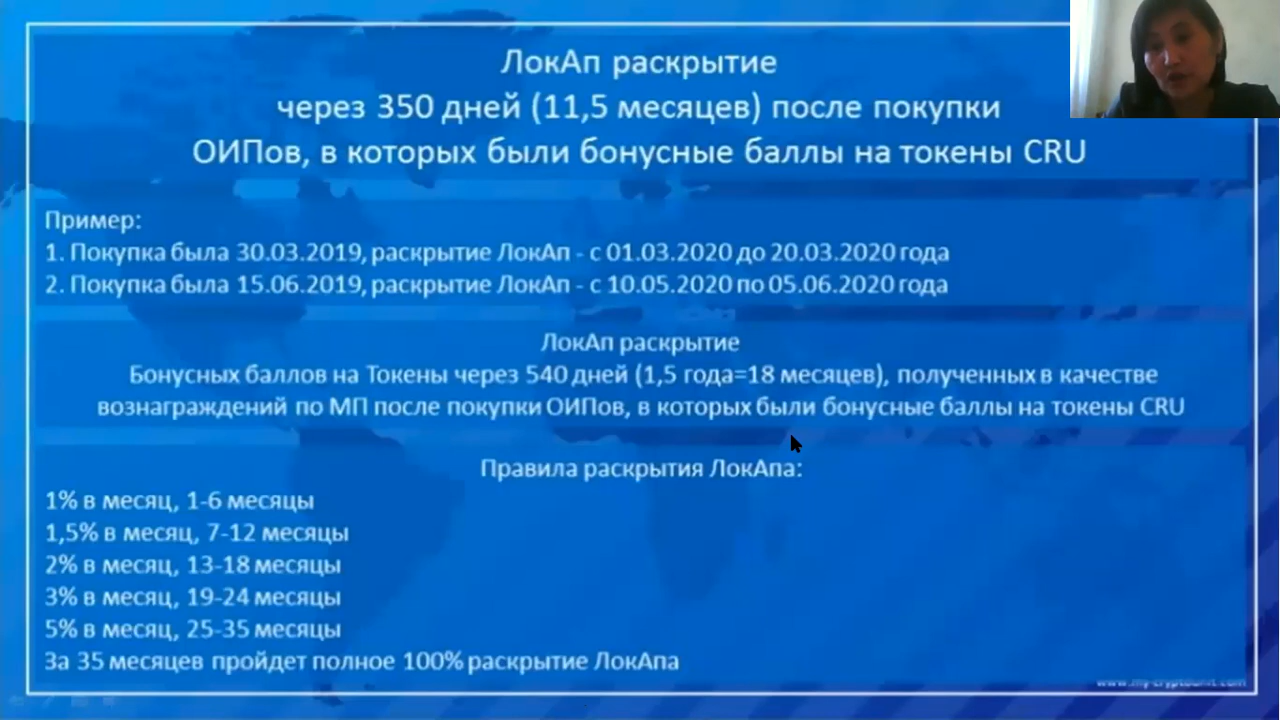 ЛокАп раскрытие
через 350 дней (11,5 месяцев) после покупки
ОИПов, в которых были бонусные баллы на токены CRU
Пример:
1. Покупка была 30.03.2019, раскрытие ЛокАп - с 01.03.2020 до 20.03.2020 года
2. Покупка была 15.06.2019, раскрытие ЛокАп - с 10.05.2020 по 05.06.2020 года
ЛокАп раскрытие
Бонусных баллов на Токены через 540 дней (1,5 года=18 месяцев), полученных в качестве
вознаграждений по МП после покупки ОИПов, в которых были бонусные баллы на токены CRU
Правила раскрытия ЛокАпа:
1% в месяц, 1-6 месяцы
1,5% в месяц, 7-12 месяцы
2% в месяц, 13-18 месяцы
3% в месяц, 19-24 месяцы
5% в месяц, 25-35 месяцы
За 35 месяцев пройдет полное 100% раскрытие ЛокАпа